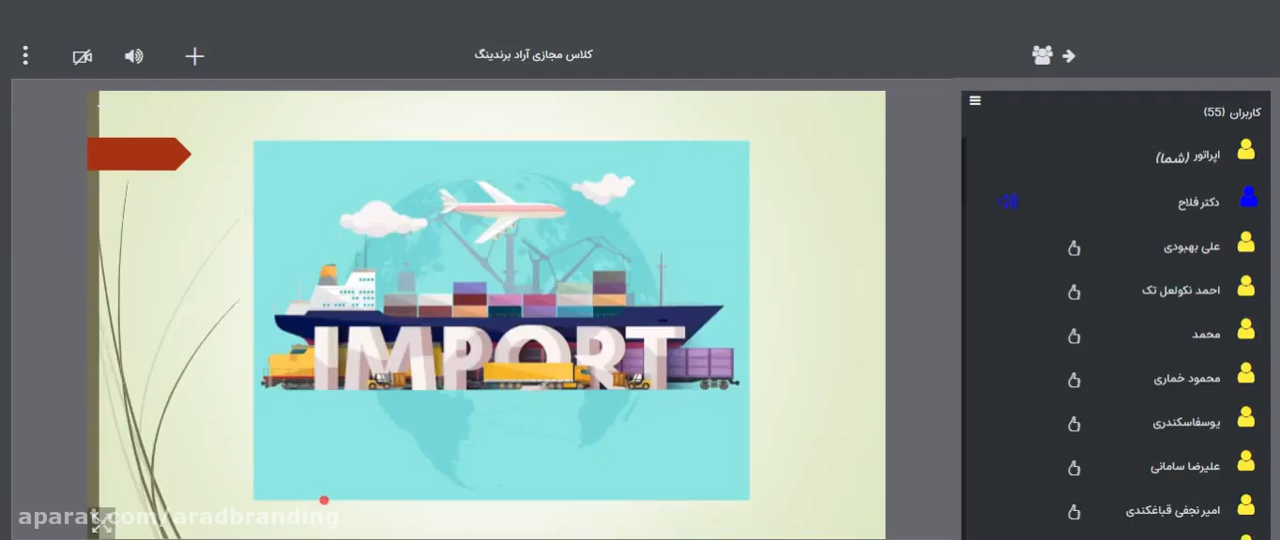 کلاس مجازی آراد برندینگ
IMPORT
aparat.com/aradbranding
کاربران (55)
اپراتور (شما)
دکتر فلاح
علی بهبودی
احمد نکولعل تک
محمد
محمود خماری
یوسفاسکندری
علیرضا سامانی
امیر نجفی قباغکندی